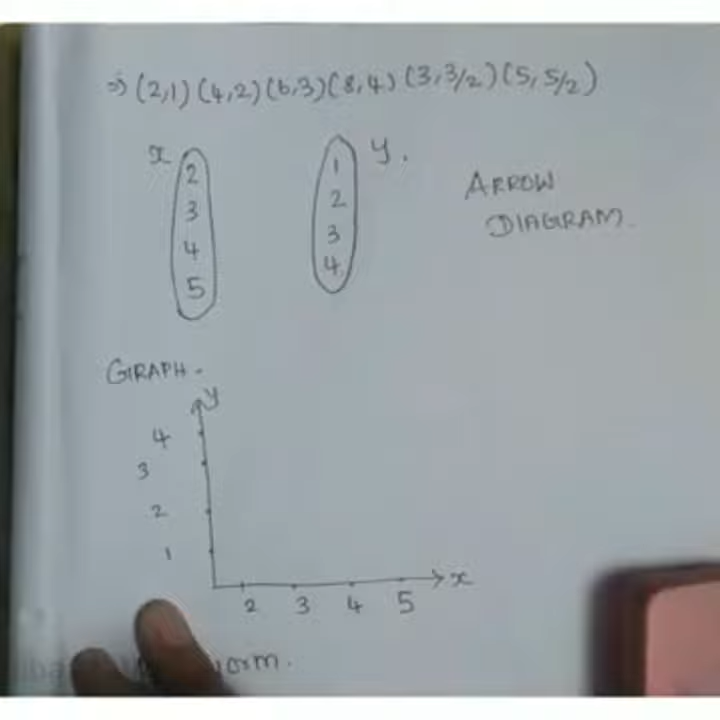 ⇒ (2,1) (4,2) (6,3) (8,4) (3,3/2) (5,5/2)
x
2
3
4
5
1
2
3
4
y.
ARROW
DIAGRAM.
GRAPH.
y
4
3
2
1
2 3 4 5
x